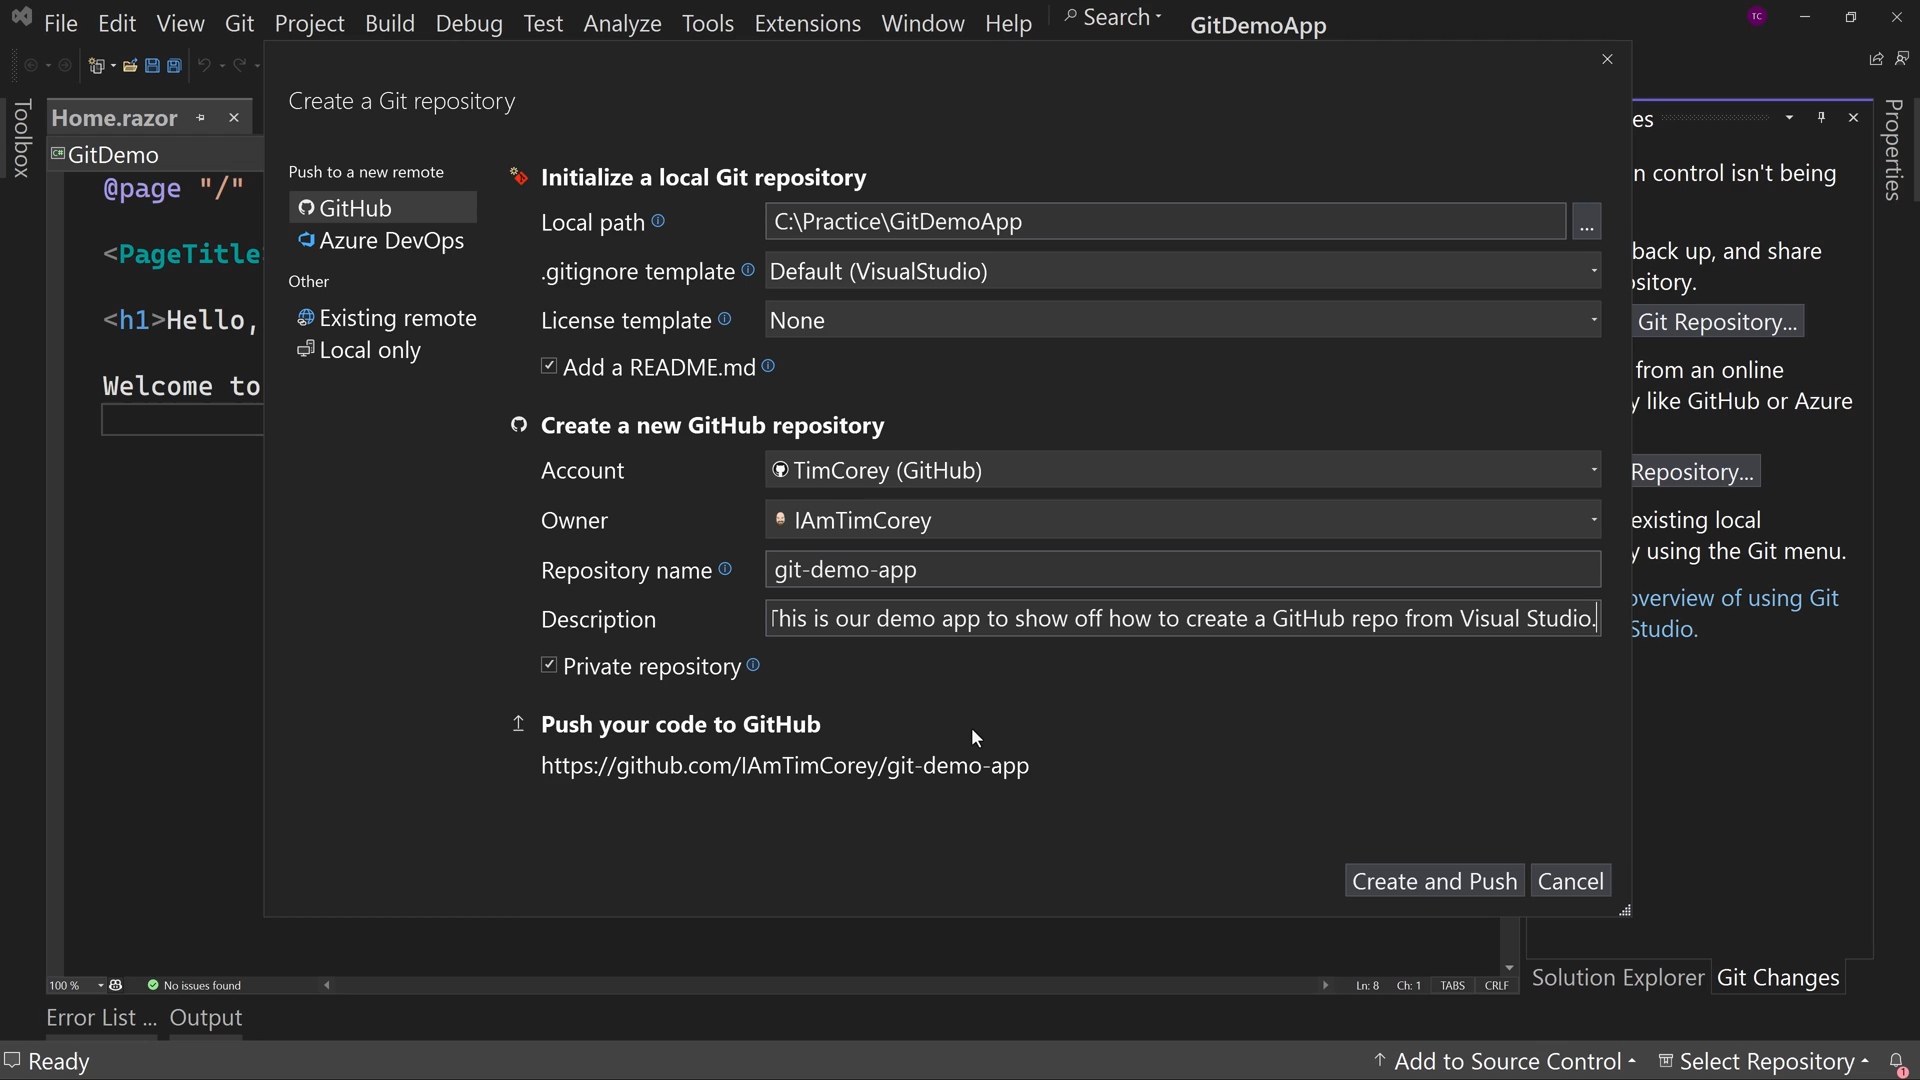 File Edit View Git Project Build Debug Test Analyze Tools Extensions Window Help Search GitDemoApp TC
Create a Git repository
Toolbox
Home.razor
GitDemo
@page "/"
<PageTitle
<h1>Hello,
Welcome to
Push to a new remote
GitHub
Azure DevOps
Other
Existing remote
Local only
Initialize a local Git repository
Local path C:\Practice\GitDemoApp ...
.gitignore template Default (VisualStudio)
License template None
Add a README.md
Create a new GitHub repository
Account TimCorey (GitHub)
Owner IAmTimCorey
Repository name git-demo-app
Description This is our demo app to show off how to create a GitHub repo from Visual Studio.
Private repository
Push your code to GitHub
https://github.com/IAmTimCorey/git-demo-app
Create and Push Cancel
es
n control isn't being
back up, and share
sitory.
Git Repository...
from an online
y like GitHub or Azure
Repository...
existing local
y using the Git menu.
overview of using Git
Studio.
Properties
100 % No issues found Ln: 8 Ch: 1 TABS CRLF
Solution Explorer Git Changes
Error List ... Output
Ready Add to Source Control Select Repository 1